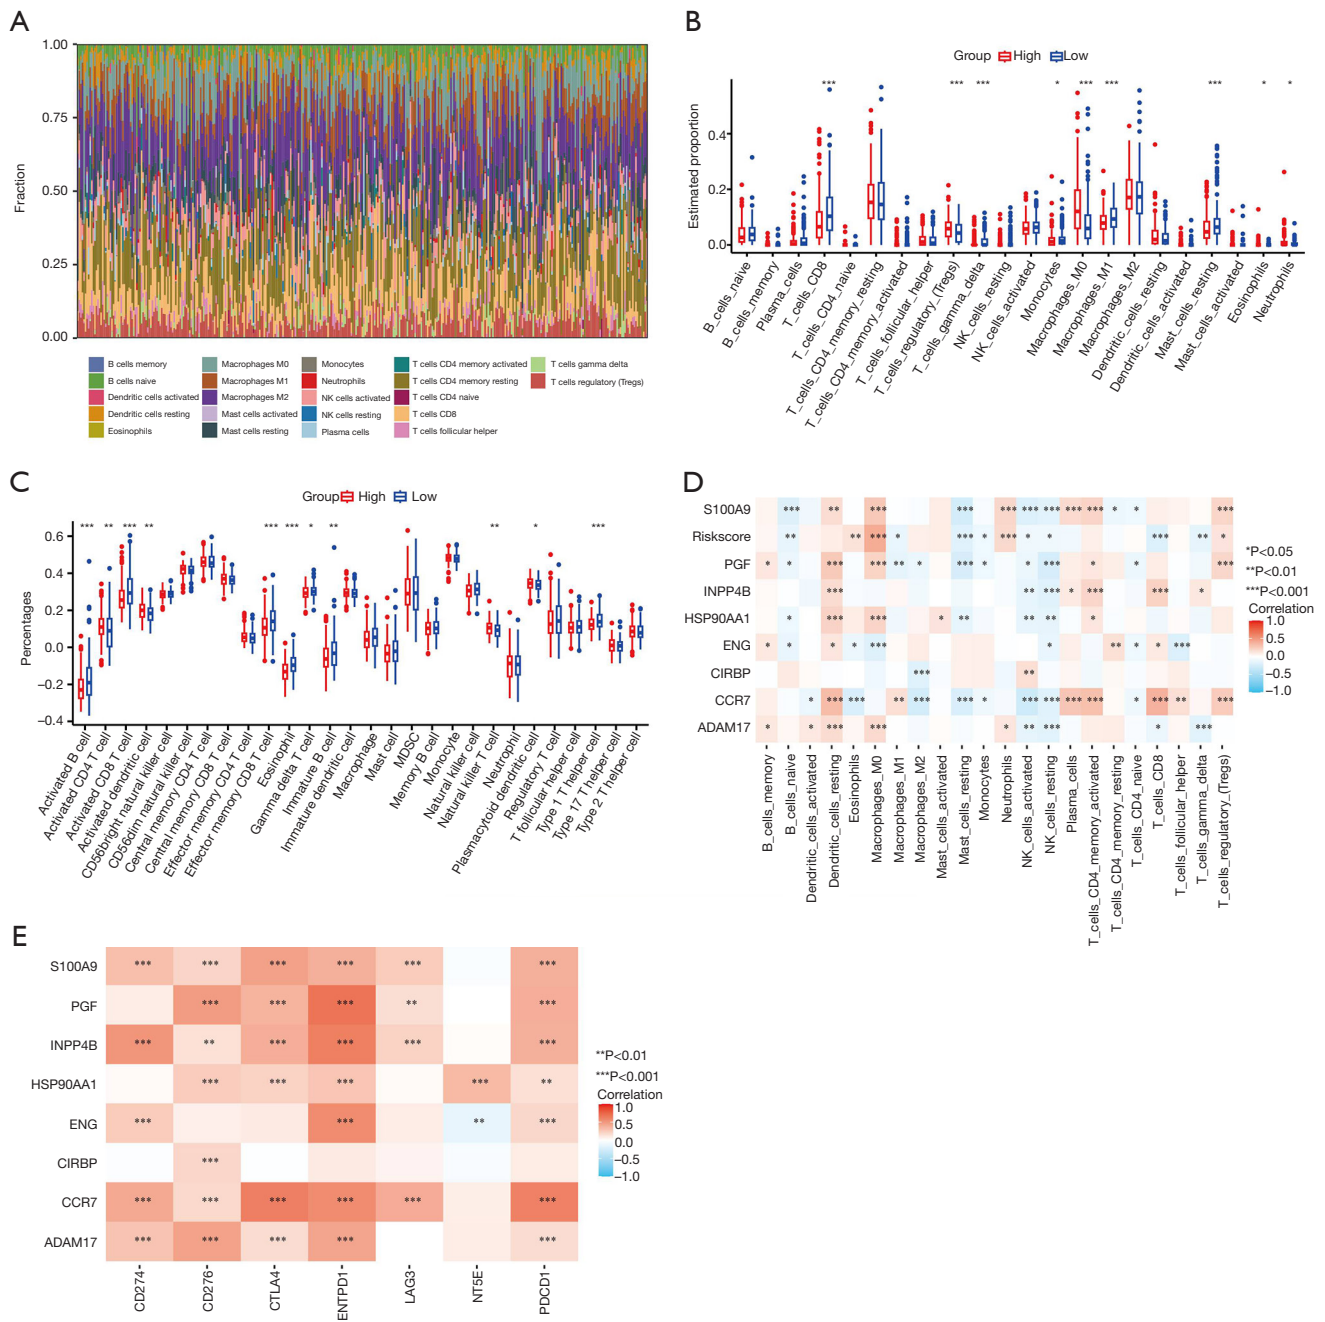 A
1.00
0.75
0.50
0.25
0.00
Fraction
B cells memory
B cells naive
Dendritic cells activated
Dendritic cells resting
Eosinophils
Macrophages M0
Macrophages M1
Macrophages M2
Mast cells activated
Mast cells resting
Monocytes
Neutrophils
NK cells activated
NK cells resting
Plasma cells
T cells CD4 memory activated
T cells CD4 memory resting
T cells CD4 naive
T cells CD8
T cells follicular helper
T cells gamma delta
T cells regulatory (Tregs)
B
Group High Low
Estimated proportion
0.4
0.2
0.0
*** *** *** * *** *** *** * *
B_cells_naive
B_cells_memory
Plasma_cells
T_cells_CD8
T_cells_CD4_naive
T_cells_CD4_memory_resting
T_cells_CD4_memory_activated
T_cells_follicular_helper
T_cells_regulatory_(Tregs)
T_cells_gamma_delta
NK_cells_resting
NK_cells_activated
Monocytes
Macrophages_M0
Macrophages_M1
Macrophages_M2
Dendritic_cells_resting
Dendritic_cells_activated
Mast_cells_resting
Mast_cells_activated
Eosinophils
Neutrophils
C
Group High Low
Percentages
0.6
0.4
0.2
0.0
−0.2
−0.4
*** ** *** ** *** *** * ** ** * ***
Activated B cell
Activated CD4 T cell
Activated CD8 T cell
Activated dendritic cell
CD56bright natural killer cell
CD56dim natural killer cell
Central memory CD4 T cell
Central memory CD8 T cell
Effector memory CD4 T cell
Effector memory CD8 T cell
Eosinophil
Gamma delta T cell
Immature B cell
Immature dendritic cell
Macrophage
Mast cell
MDSC
Memory B cell
Monocyte
Natural killer cell
Natural killer T cell
Neutrophil
Plasmacytoid dendritic cell
Regulatory T cell
T follicular helper cell
Type 1 T helper cell
Type 17 T helper cell
Type 2 T helper cell
D
S100A9 *** ** *** *** *** *** *** *** *** * * ***
Riskscore ** ** *** * *** * *** * * *** ** *
PGF * * *** *** ** * *** * * *** * * ***
INPP4B *** ** *** * *** *** *
HSP90AA1 * *** *** * ** ** ** *
ENG * * * * *** * ** * * ***
CIRBP *** **
CCR7 * *** *** ** *** *** * *** *** *** *** * *** ** ***
ADAM17 * * *** *** * ** *** * ***
B_cells_memory
B_cells_naive
Dendritic_cells_activated
Dendritic_cells_resting
Eosinophils
Macrophages_M0
Macrophages_M1
Macrophages_M2
Mast_cells_activated
Mast_cells_resting
Monocytes
Neutrophils
NK_cells_activated
NK_cells_resting
Plasma_cells
T_cells_CD4_memory_activated
T_cells_CD4_memory_resting
T_cells_CD4_naive
T_cells_CD8
T_cells_follicular_helper
T_cells_gamma_delta
T_cells_regulatory_(Tregs)
*P<0.05
**P<0.01
***P<0.001
Correlation
1.0
0.5
0.0
−0.5
−1.0
E
S100A9 *** *** *** *** *** ***
PGF *** *** *** ** ***
INPP4B *** ** *** *** *** ***
HSP90AA1 *** *** *** *** **
ENG *** *** ** ***
CIRBP ***
CCR7 *** *** *** *** *** ***
ADAM17 *** *** *** *** ***
CD274
CD276
CTLA4
ENTPD1
LAG3
NT5E
PDCD1
**P<0.01
***P<0.001
Correlation
1.0
0.5
0.0
−0.5
−1.0